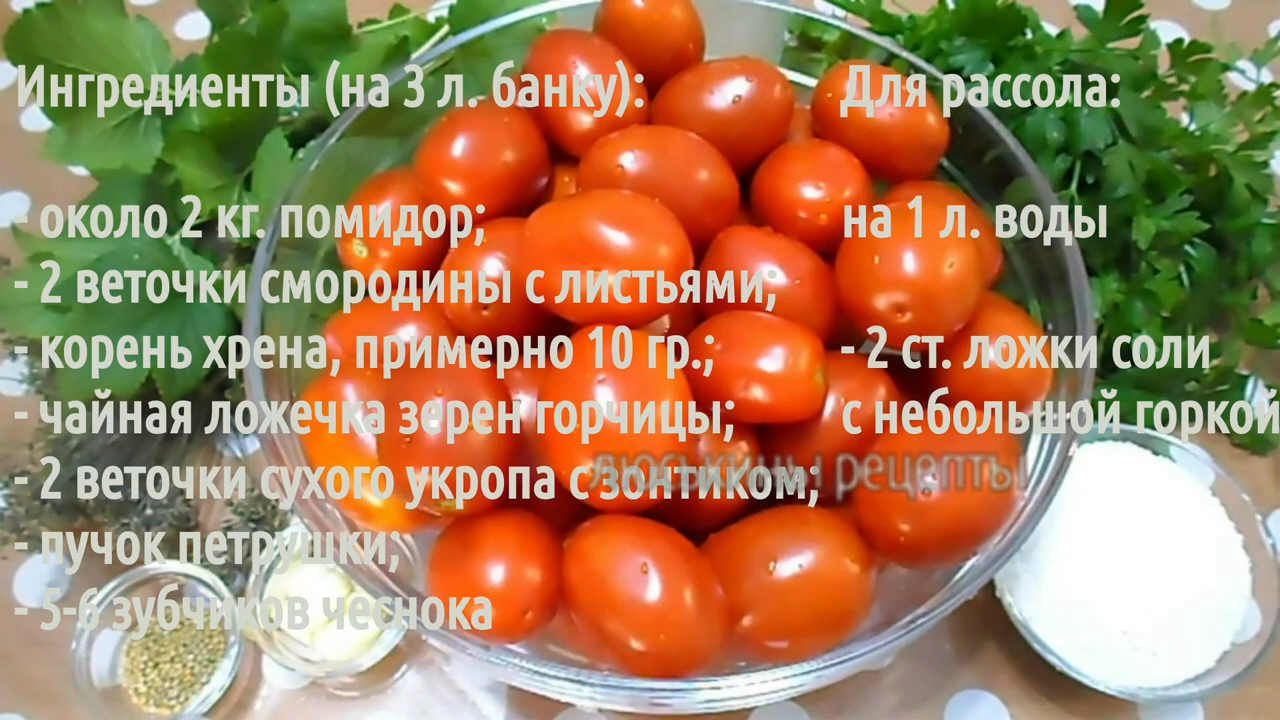 Ингредиенты (на 3 л. банку):
- около 2 кг. помидор;
- 2 веточки смородины с листьями;
- корень хрена, примерно 10 гр.;
- чайная ложечка зерен горчицы;
- 2 веточки сухого укропа с зонтиком;
- пучок петрушки;
- 5-6 зубчиков чеснока
Для рассола:
на 1 л. воды
- 2 ст. ложки соли
с небольшой горкой
люськины рецепты